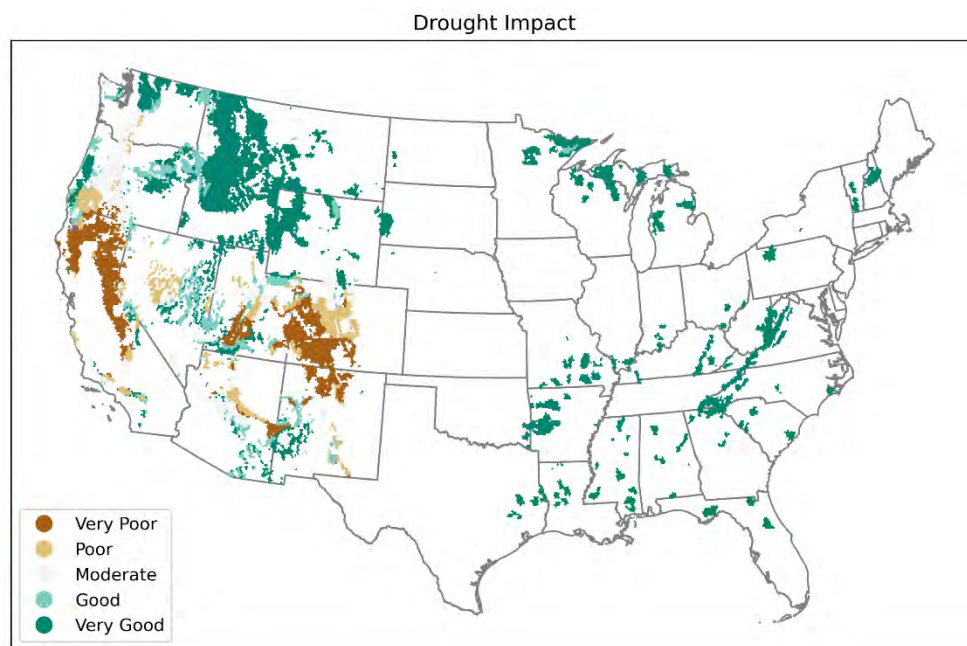 Drought Impact
Very Poor
Poor
Moderate
Good
Very Good